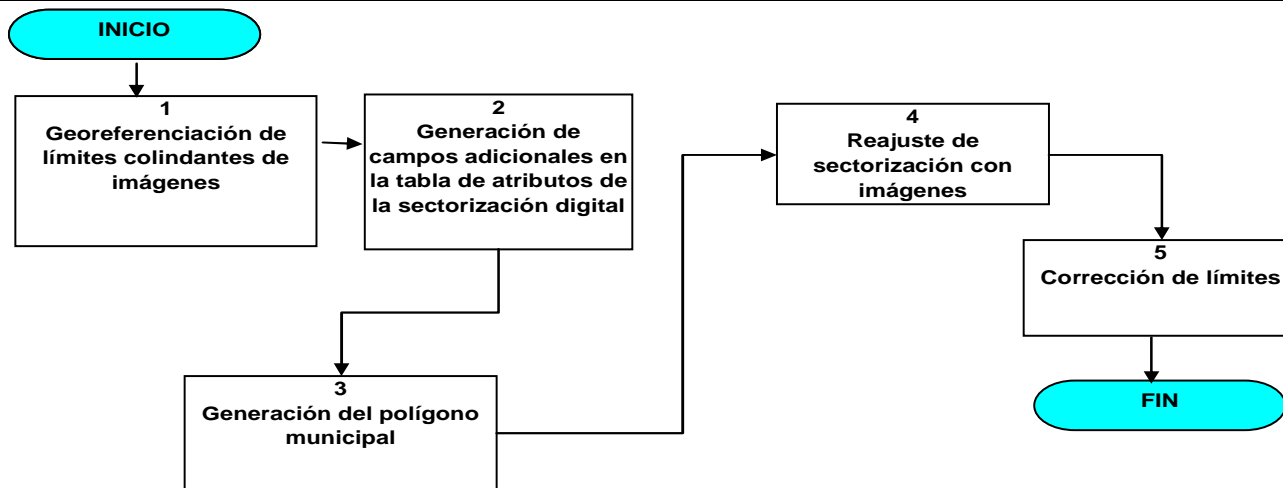 INICIO
1
Georeferenciación de
límites colindantes de
imágenes
2
Generación de
campos adicionales en
la tabla de atributos de
la sectorización digital
3
Generación del polígono
municipal
4
Reajuste de
sectorización con
imágenes
5
Corrección de límites
FIN